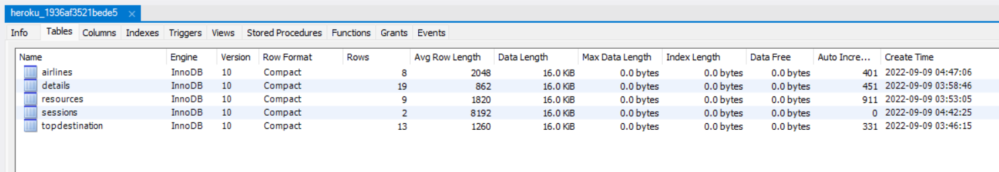 heroku_1936af3521bede5 ×
Info Tables Columns Indexes Triggers Views Stored Procedures Functions Grants Events
Name Engine Version Row Format Rows Avg Row Length Data Length Max Data Length Index Length Data Free Auto Incre... Create Time
airlines InnoDB 10 Compact 8 2048 16.0 KiB 0.0 bytes 0.0 bytes 0.0 bytes 401 2022-09-09 04:47:06
details InnoDB 10 Compact 19 862 16.0 KiB 0.0 bytes 0.0 bytes 0.0 bytes 451 2022-09-09 03:58:46
resources InnoDB 10 Compact 9 1820 16.0 KiB 0.0 bytes 0.0 bytes 0.0 bytes 911 2022-09-09 03:53:05
sessions InnoDB 10 Compact 2 8192 16.0 KiB 0.0 bytes 0.0 bytes 0.0 bytes 0 2022-09-09 04:42:25
topdestination InnoDB 10 Compact 13 1260 16.0 KiB 0.0 bytes 0.0 bytes 0.0 bytes 331 2022-09-09 03:46:15